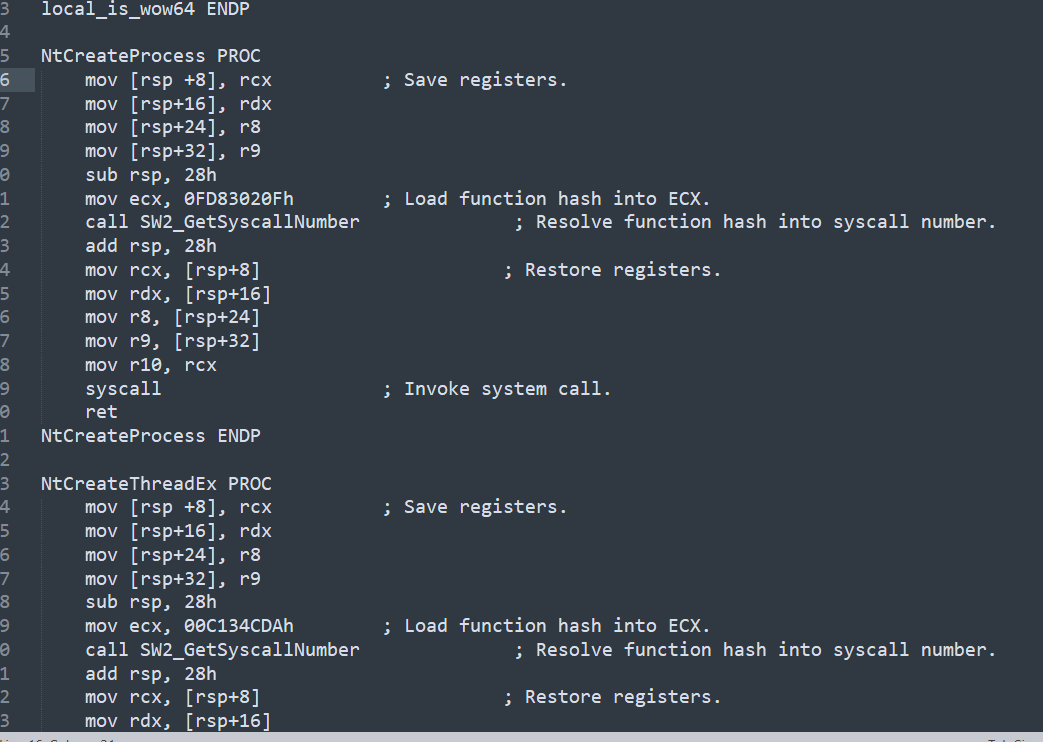 3 local_is_wow64 ENDP
4
5 NtCreateProcess PROC
6 mov [rsp +8], rcx ; Save registers.
7 mov [rsp+16], rdx
8 mov [rsp+24], r8
9 mov [rsp+32], r9
0 sub rsp, 28h
1 mov ecx, 0FD83020Fh ; Load function hash into ECX.
2 call SW2_GetSyscallNumber ; Resolve function hash into syscall number.
3 add rsp, 28h
4 mov rcx, [rsp+8] ; Restore registers.
5 mov rdx, [rsp+16]
6 mov r8, [rsp+24]
7 mov r9, [rsp+32]
8 mov r10, rcx
9 syscall ; Invoke system call.
0 ret
1 NtCreateProcess ENDP
2
3 NtCreateThreadEx PROC
4 mov [rsp +8], rcx ; Save registers.
5 mov [rsp+16], rdx
6 mov [rsp+24], r8
7 mov [rsp+32], r9
8 sub rsp, 28h
9 mov ecx, 00C134CDAh ; Load function hash into ECX.
0 call SW2_GetSyscallNumber ; Resolve function hash into syscall number.
1 add rsp, 28h
2 mov rcx, [rsp+8] ; Restore registers.
3 mov rdx, [rsp+16]